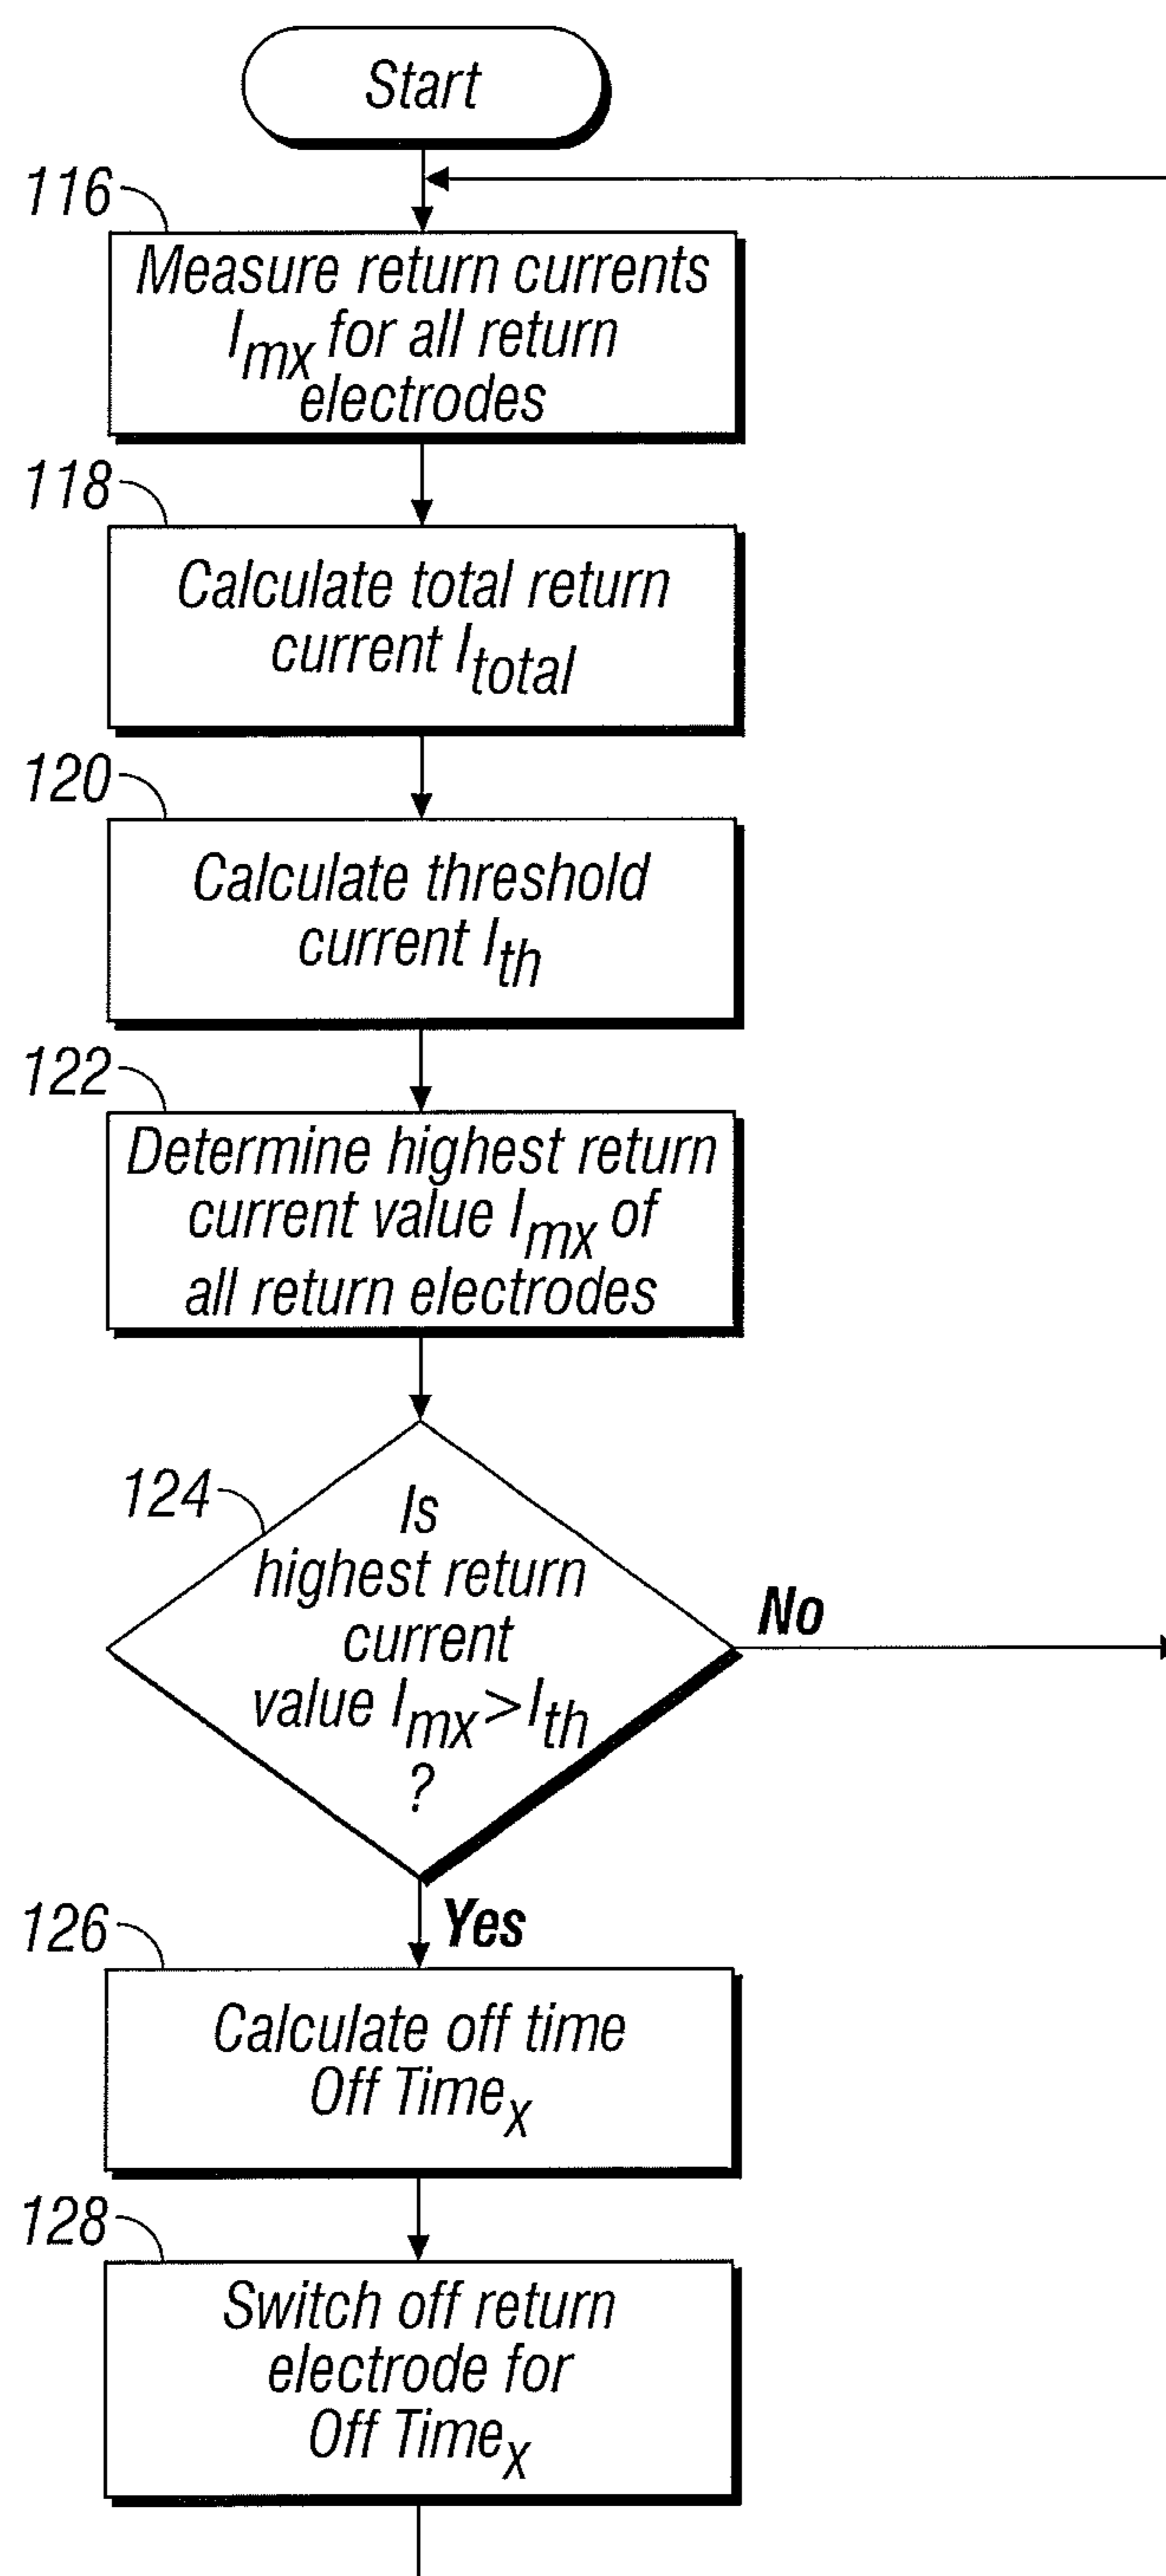 Start
116
Measure return currents
Imx for all return
electrodes
118
Calculate total return
current Itotal
120
Calculate threshold
current Ith
122
Determine highest return
current value Imx of
all return electrodes
124
Is
highest return
current
value Imx>Ith
?
No
Yes
126
Calculate off time
Off Timex
128
Switch off return
electrode for
Off Timex